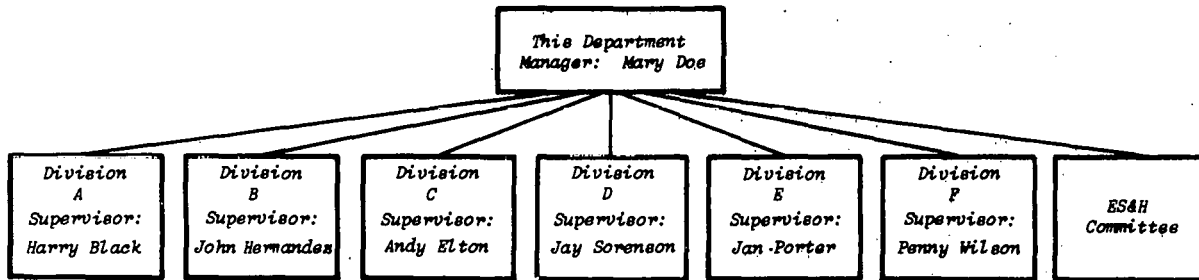 This Department
Manager: Mary Doe
Division
A
Supervisor:
Harry Black
Division
B
Supervisor:
John Hernandez
Division
C
Supervisor:
Andy Elton
Division
D
Supervisor:
Jay Sorenson
Division
E
Supervisor:
Jan Porter
Division
F
Supervisor:
Penny Wilson
ES&H
Committee